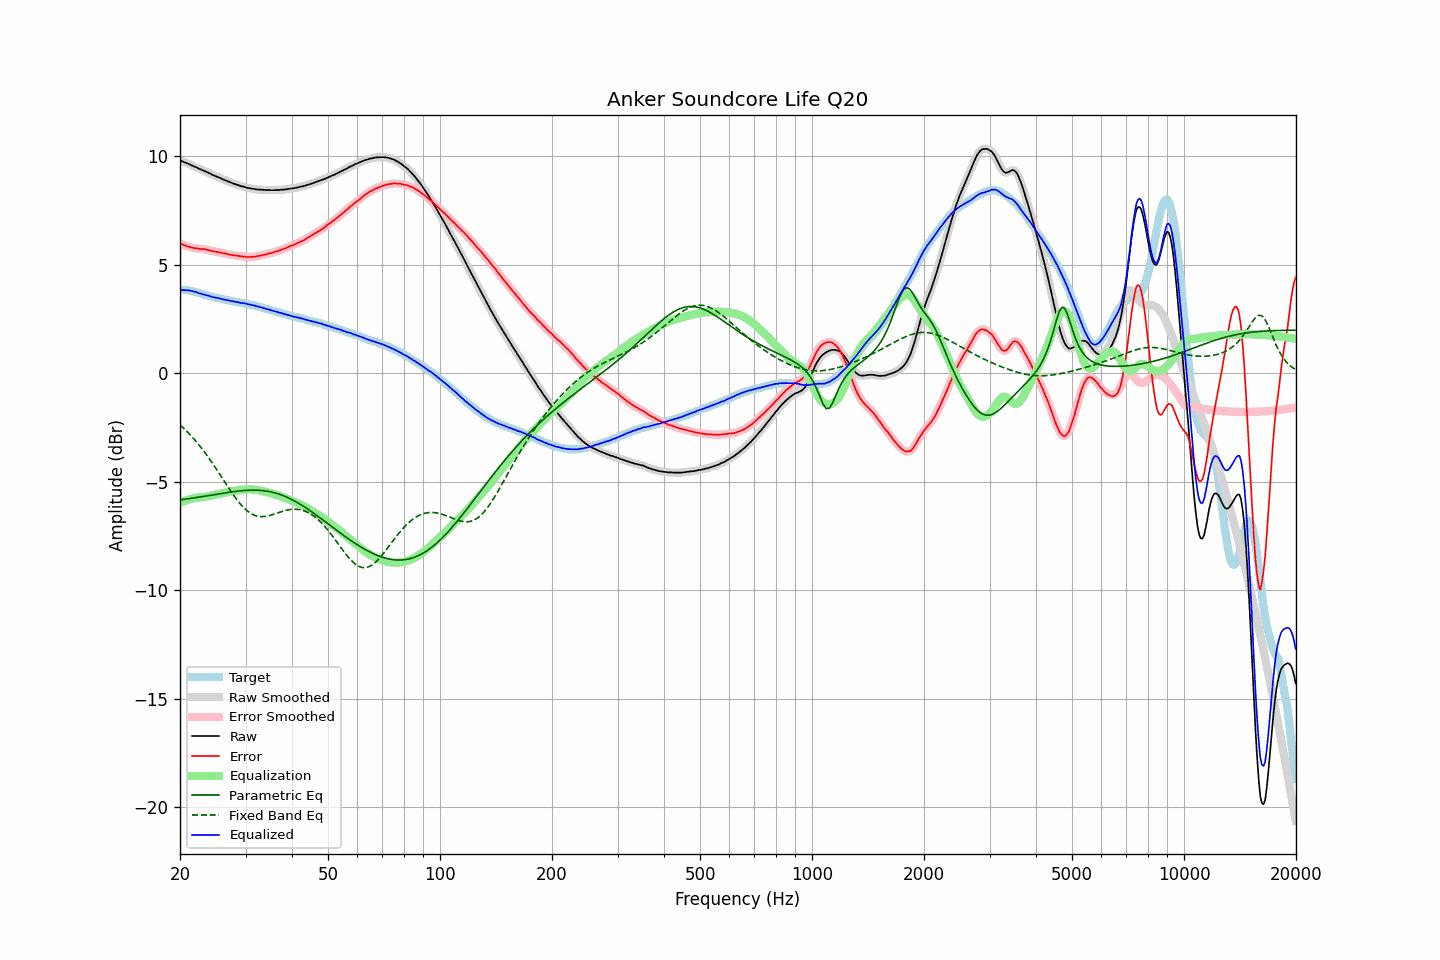 Anker Soundcore Life Q20
10
5
0
−5
−10
−15
−20
Amplitude (dBr)
Target
Raw Smoothed
Error Smoothed
Raw
Error
Equalization
Parametric Eq
Fixed Band Eq
Equalized
20 50 100 200 500 1000 2000 5000 10000 20000
Frequency (Hz)